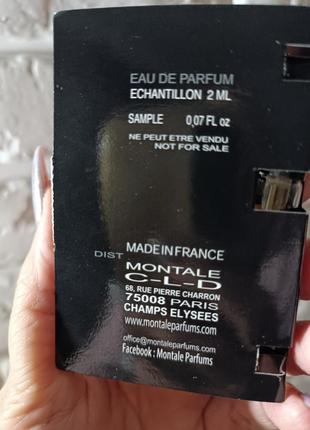 EAU DE PARFUM
ECHANTILLON 2 ML
SAMPLE 0,07 FL oz
NE PEUT ETRE VENDU
NOT FOR SALE
MADE IN FRANCE
DIST MONTALE
C-L-D
68, RUE PIERRE CHARRON
75008 PARIS
CHAMPS ELYSEES
www.montaleparfums.com
office@montaleparfums.com
Facebook : Montale Parfums